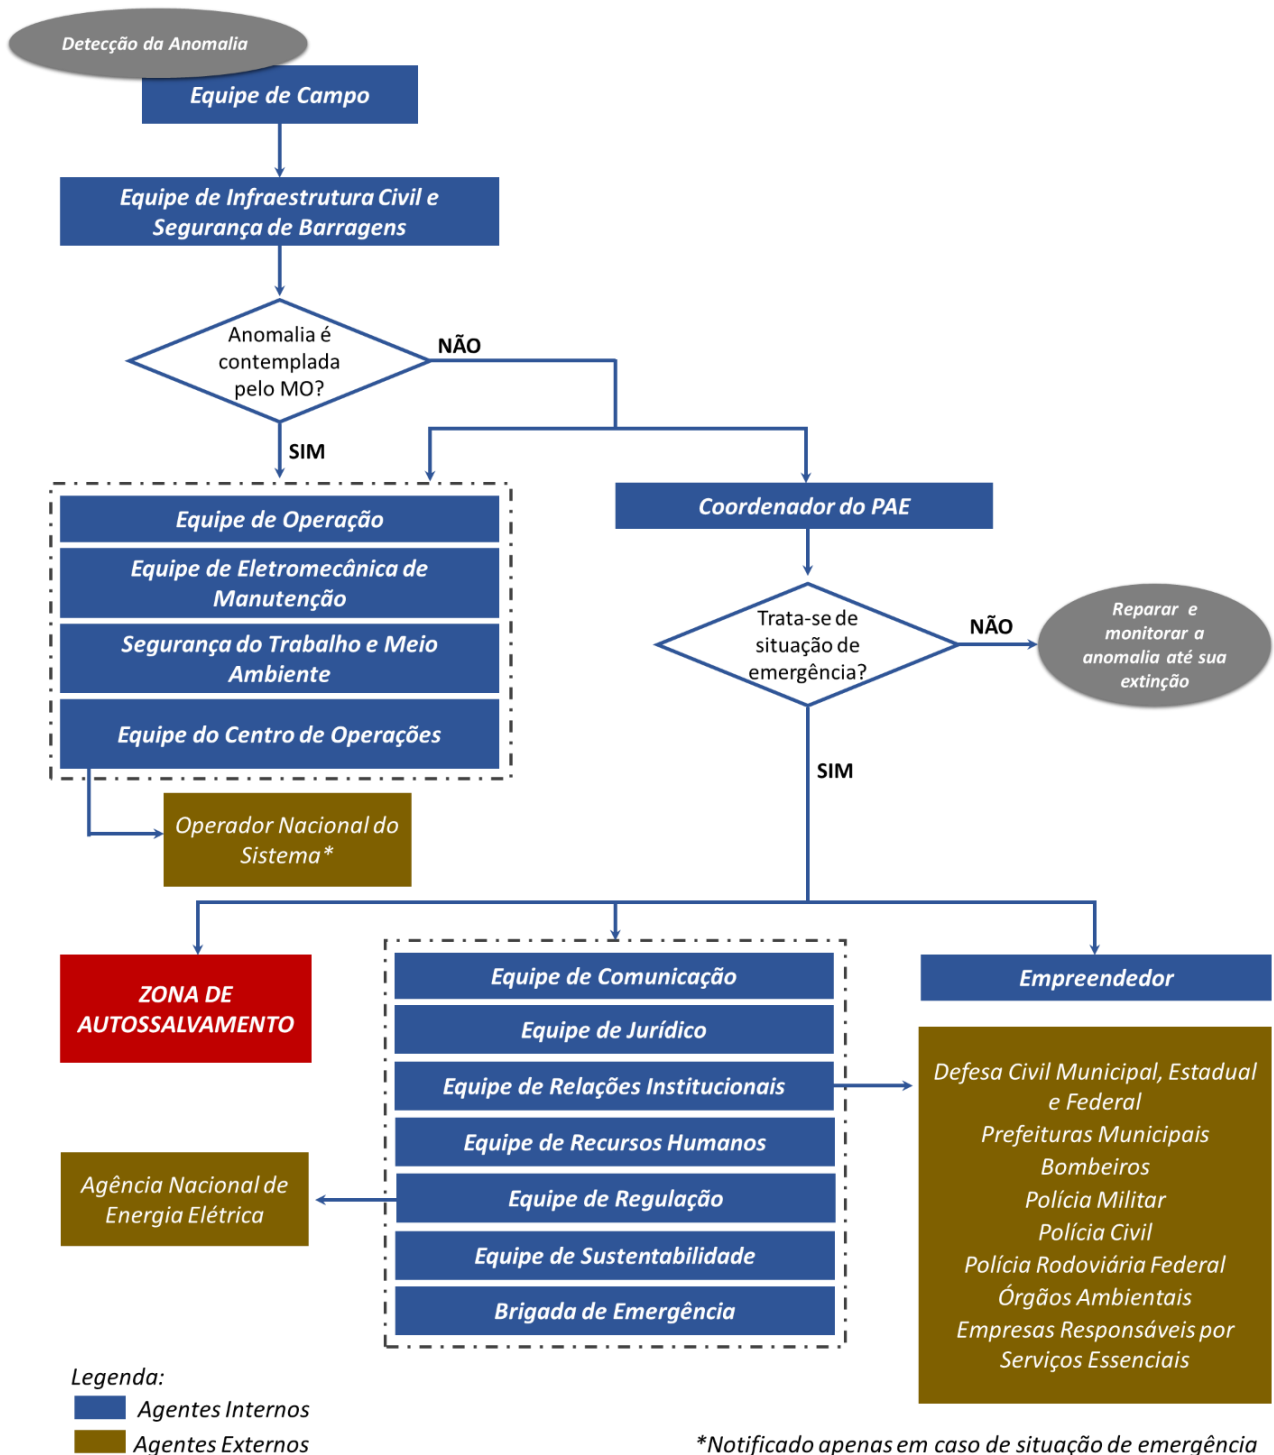 Detecção da Anomalia
Equipe de Campo
Equipe de Infraestrutura Civil e
Segurança de Barragens
Anomalia é
contemplada
pelo MO?
NÃO
SIM
Equipe de Operação
Equipe de Eletromecânica de
Manutenção
Segurança do Trabalho e Meio
Ambiente
Equipe do Centro de Operações
Operador Nacional do
Sistema*
Coordenador do PAE
Trata-se de
situação de
emergência?
NÃO
Reparar e
monitorar a
anomalia até sua
extinção
SIM
ZONA DE
AUTOSSALVAMENTO
Equipe de Comunicação
Equipe de Jurídico
Equipe de Relações Institucionais
Equipe de Recursos Humanos
Equipe de Regulação
Equipe de Sustentabilidade
Brigada de Emergência
Agência Nacional de
Energia Elétrica
Empreendedor
Defesa Civil Municipal, Estadual
e Federal
Prefeituras Municipais
Bombeiros
Polícia Militar
Polícia Civil
Polícia Rodoviária Federal
Órgãos Ambientais
Empresas Responsáveis por
Serviços Essenciais
Legenda:
Agentes Internos
Agentes Externos
*Notificado apenas em caso de situação de emergência